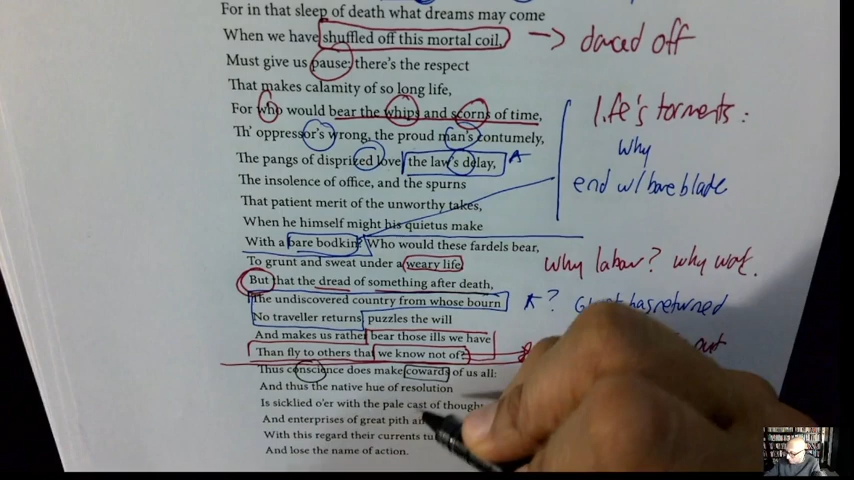 For in that sleep of death what dreams may come
When we have shuffled off this mortal coil, → danced off
Must give us pause: there's the respect
That makes calamity of so long life,
For who would bear the whips and scorns of time,
life's torments:
Th' oppressor's wrong, the proud man's contumely,
why
The pangs of disprized love, the law's delay,
end w/ bare blade
The insolence of office, and the spurns
That patient merit of the unworthy takes,
When he himself might his quietus make
With a bare bodkin? Who would these fardels bear,
To grunt and sweat under a weary life,
why labour? why
But that the dread of something after death,
The undiscovered country from whose bourn
? Ghost has returned
No traveller returns, puzzles the will
And makes us rather bear those ills we have
Than fly to others that we know not of?
Thus conscience does make cowards of us all:
And thus the native hue of resolution
Is sicklied o'er with the pale cast of though
And enterprises of great pith
With this regard their currents
And lose the name of action.